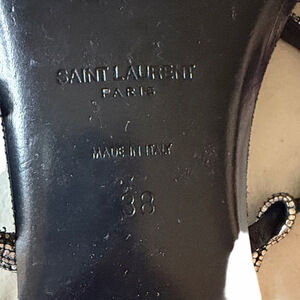 SAINT LAURENT
PARIS
MADE IN ITALY
38